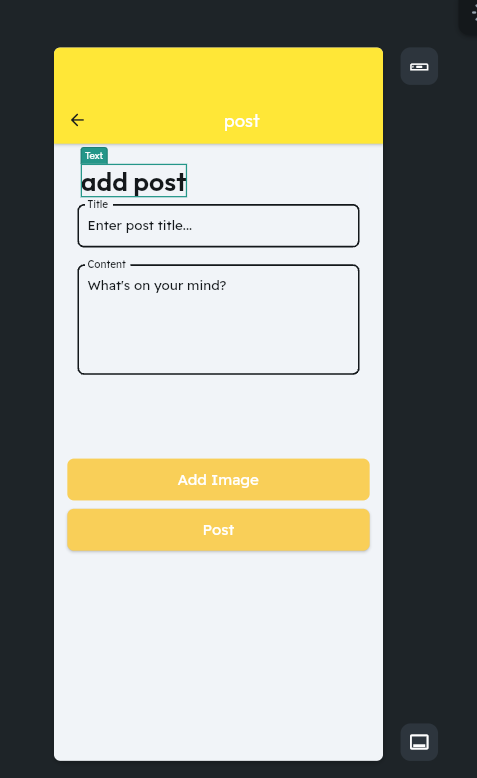 post
Text
add post
Title
Enter post title...
Content
What's on your mind?
Add Image
Post